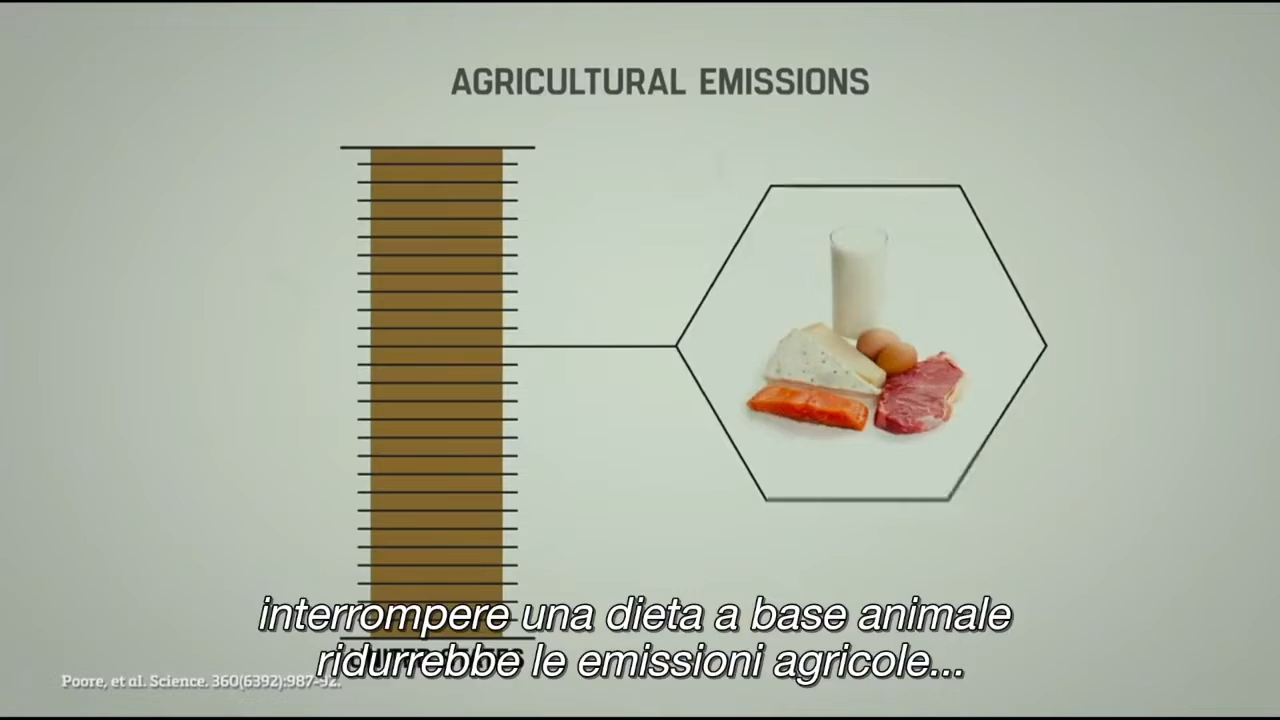 AGRICULTURAL EMISSIONS
interrompere una dieta a base animale
ridurrebbe le emissioni agricole...
Poore, et al. Science. 360(6392):987-92.